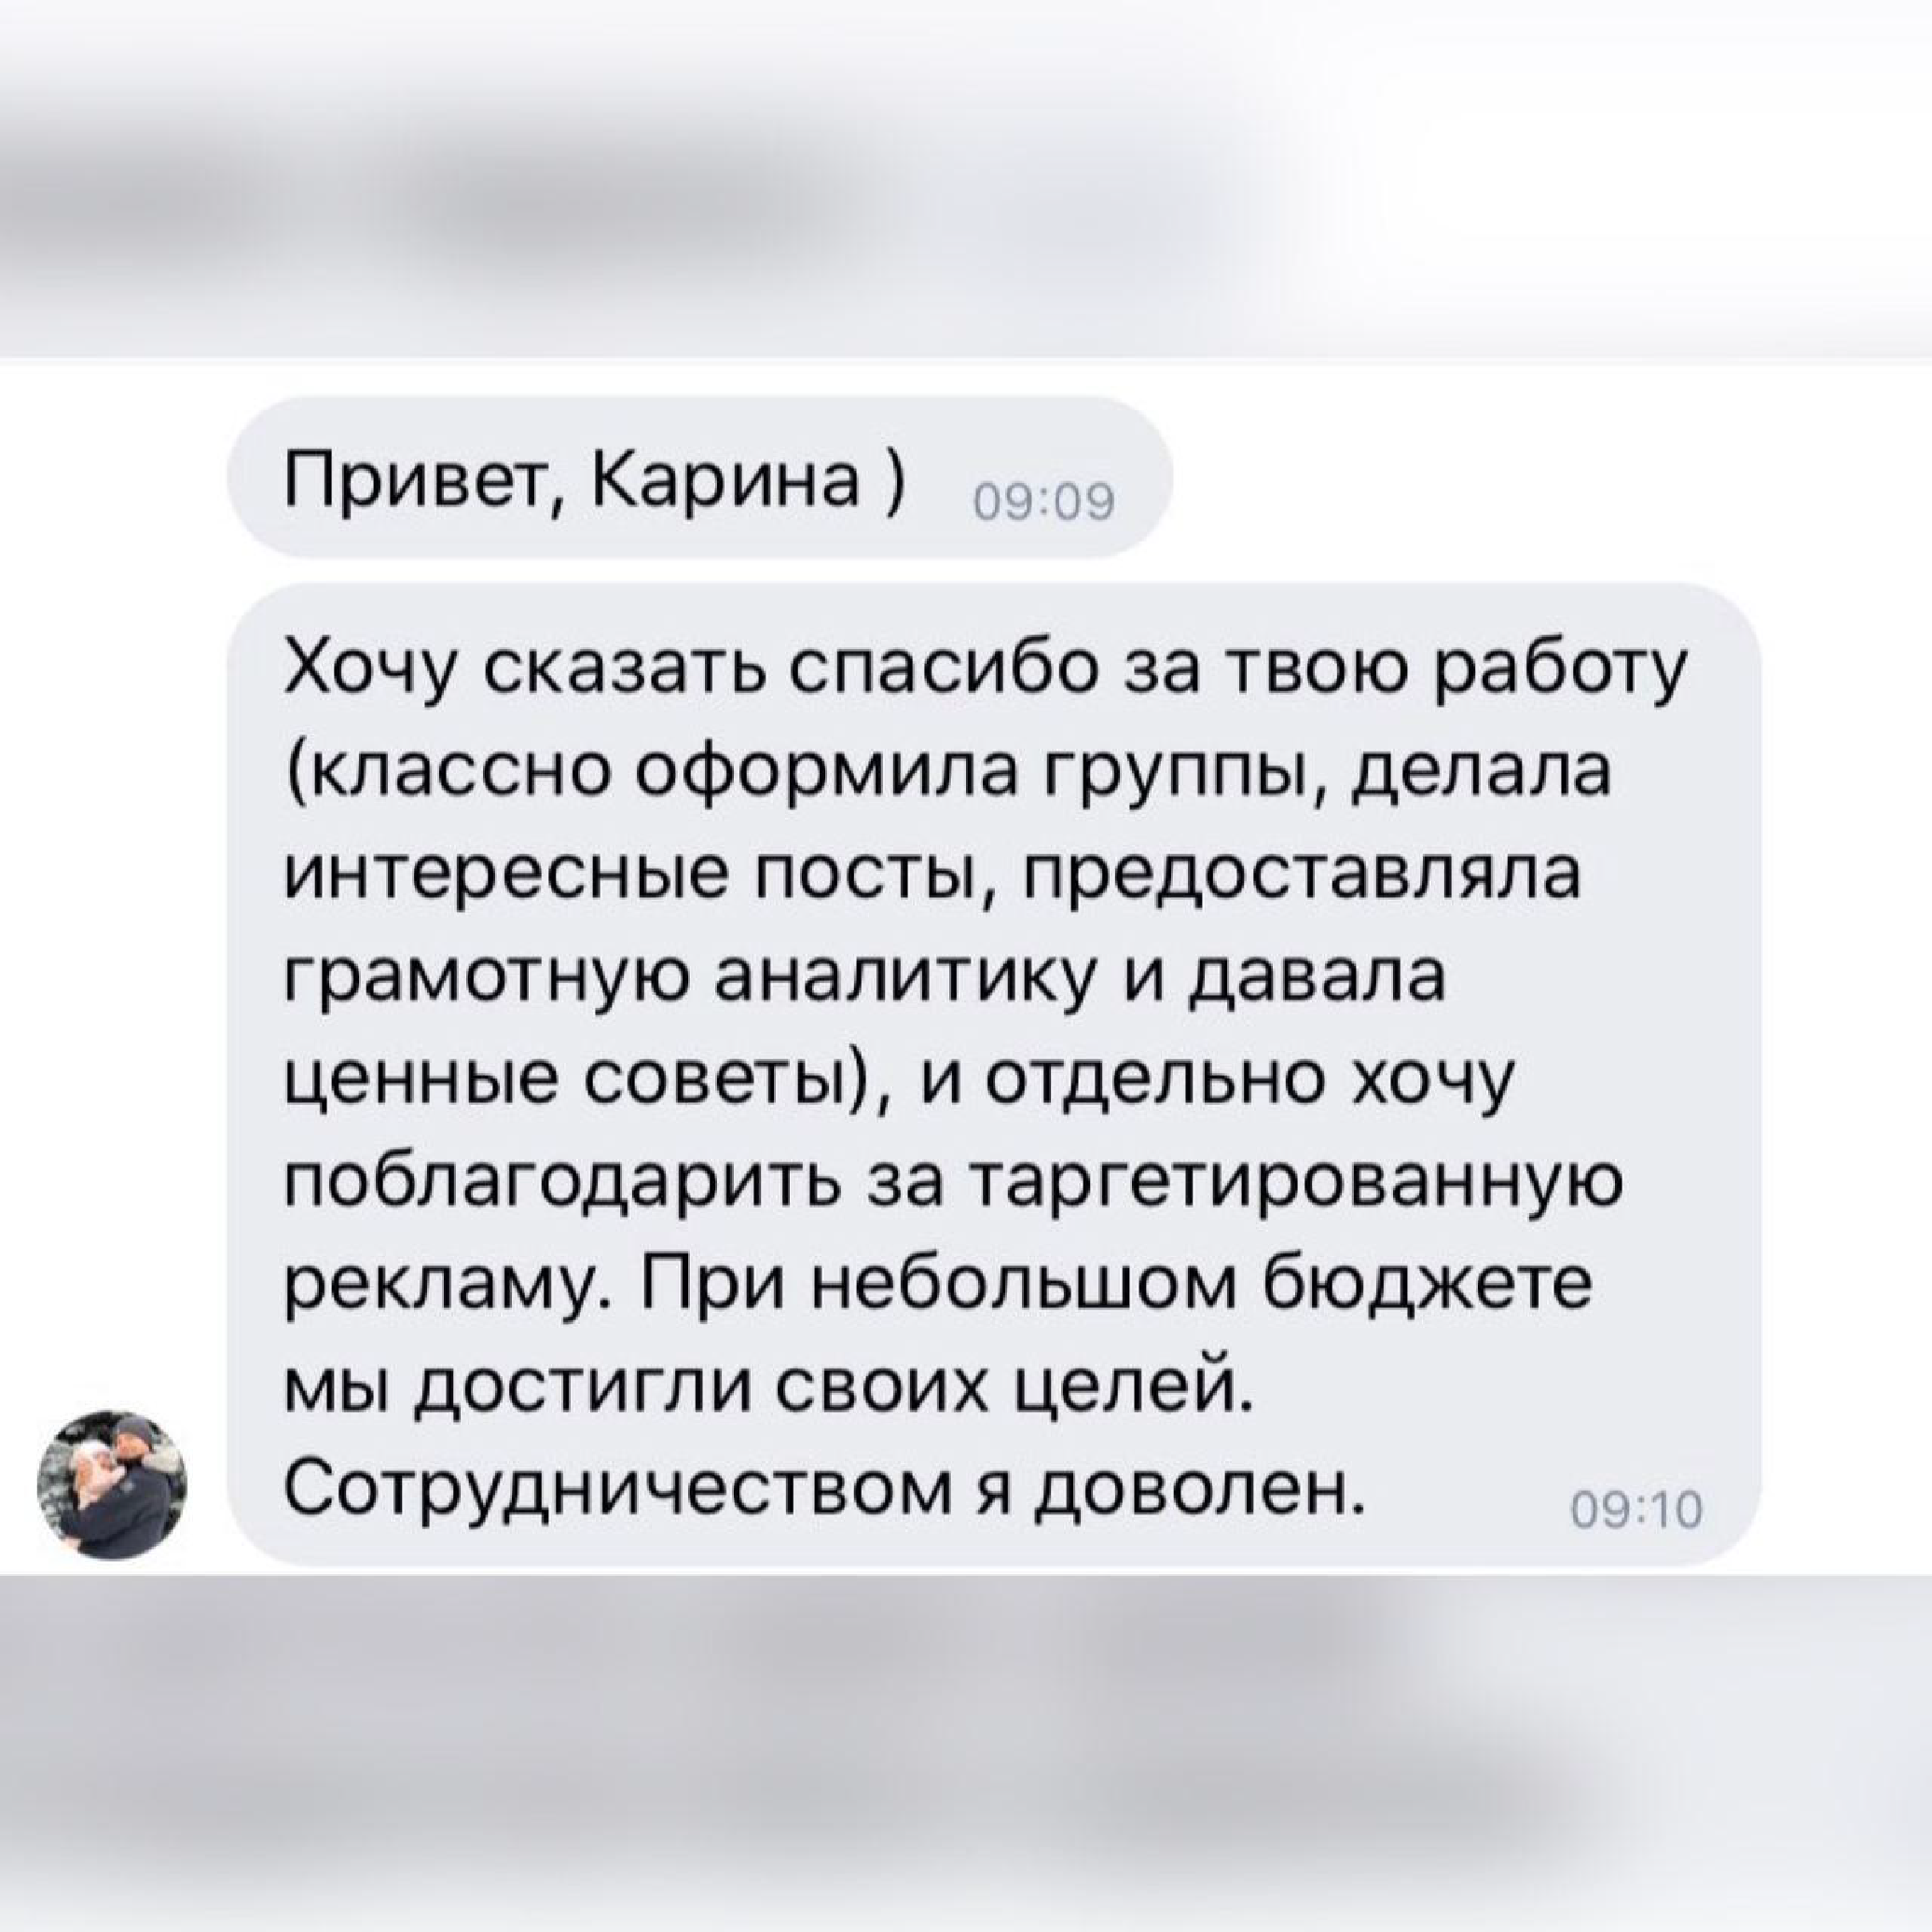 Привет, Карина ) 09:09
Хочу сказать спасибо за твою работу
(классно оформила группы, делала
интересные посты, предоставляла
грамотную аналитику и давала
ценные советы), и отдельно хочу
поблагодарить за таргетированную
рекламу. При небольшом бюджете
мы достигли своих целей.
Сотрудничеством я доволен. 09:10